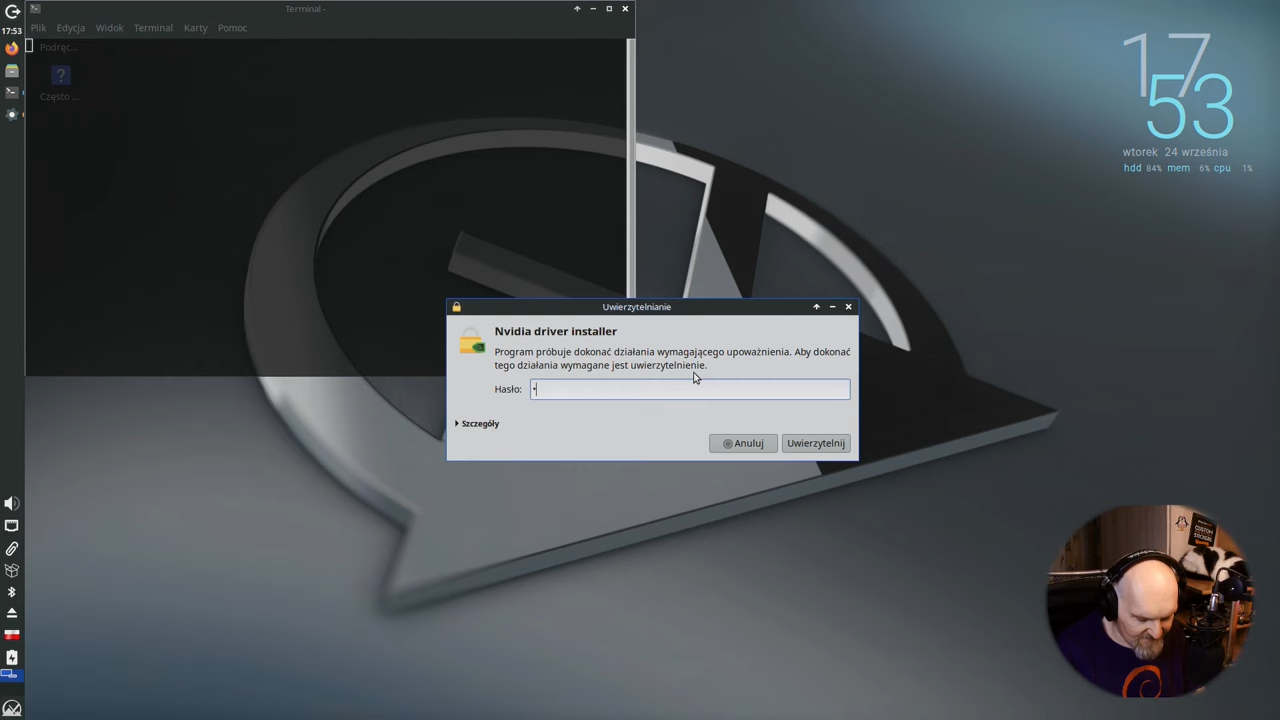 Terminal -
17:53
Plik Edycja Widok Terminal Karty Pomoc
Podręc...
?
Często ...
17
53
wtorek 24 września
hdd 84% mem 6% cpu 1%
Uwierzytelnianie
Nvidia driver installer
Program próbuje dokonać działania wymagającego upoważnienia. Aby dokonać
tego działania wymagane jest uwierzytelnienie.
Hasło: •
Szczegóły
Anuluj Uwierzytelnij
CUSTOM
STICKERS